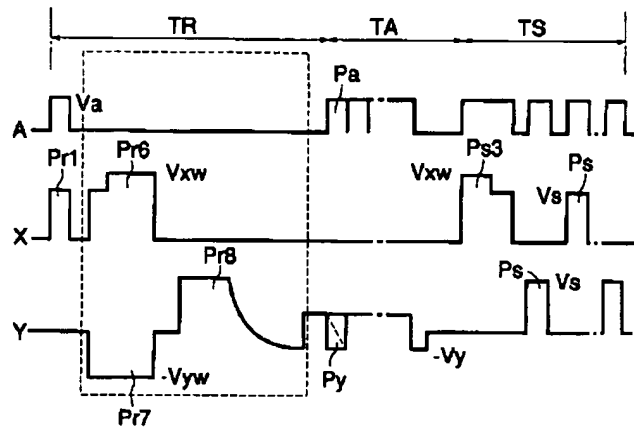 TR TA TS
A Va Pa
Pr1 Pr6 Vxw Vxw Ps3 Ps
X Vs
Pr8 Ps Vs
Y
-Vyw Py -Vy
Pr7